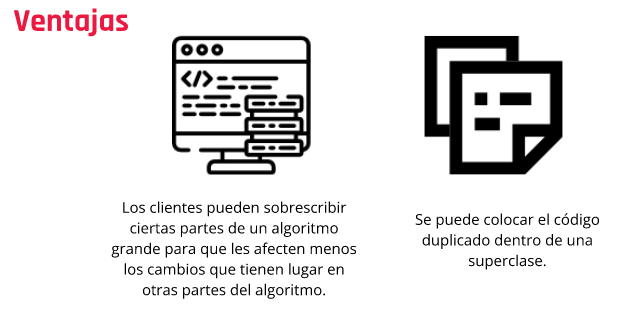 Ventajas
Los clientes pueden sobrescribir
ciertas partes de un algoritmo
grande para que les afecten menos
los cambios que tienen lugar en
otras partes del algoritmo.
Se puede colocar el código
duplicado dentro de una
superclase.